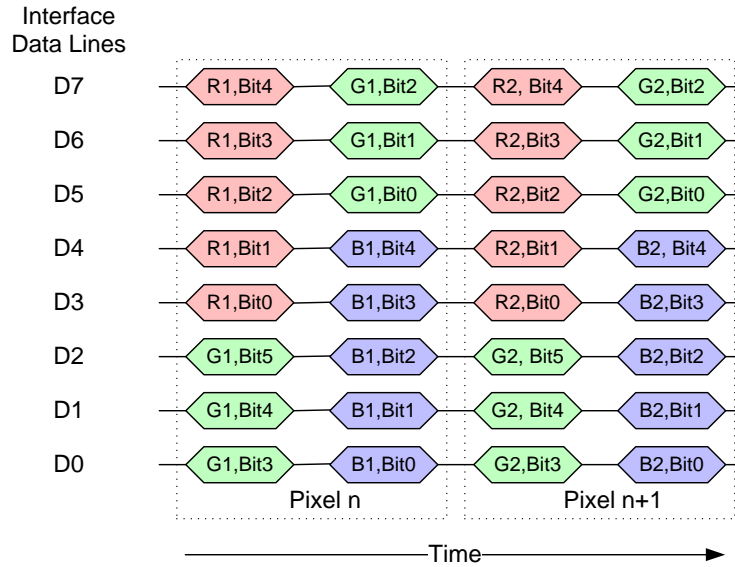 Interface
Data Lines
D7 R1,Bit4 G1,Bit2 R2, Bit4 G2,Bit2
D6 R1,Bit3 G1,Bit1 R2,Bit3 G2,Bit1
D5 R1,Bit2 G1,Bit0 R2,Bit2 G2,Bit0
D4 R1,Bit1 B1,Bit4 R2,Bit1 B2, Bit4
D3 R1,Bit0 B1,Bit3 R2,Bit0 B2,Bit3
D2 G1,Bit5 B1,Bit2 G2, Bit5 B2,Bit2
D1 G1,Bit4 B1,Bit1 G2, Bit4 B2,Bit1
D0 G1,Bit3 B1,Bit0 G2,Bit3 B2,Bit0
Pixel n Pixel n+1
Time